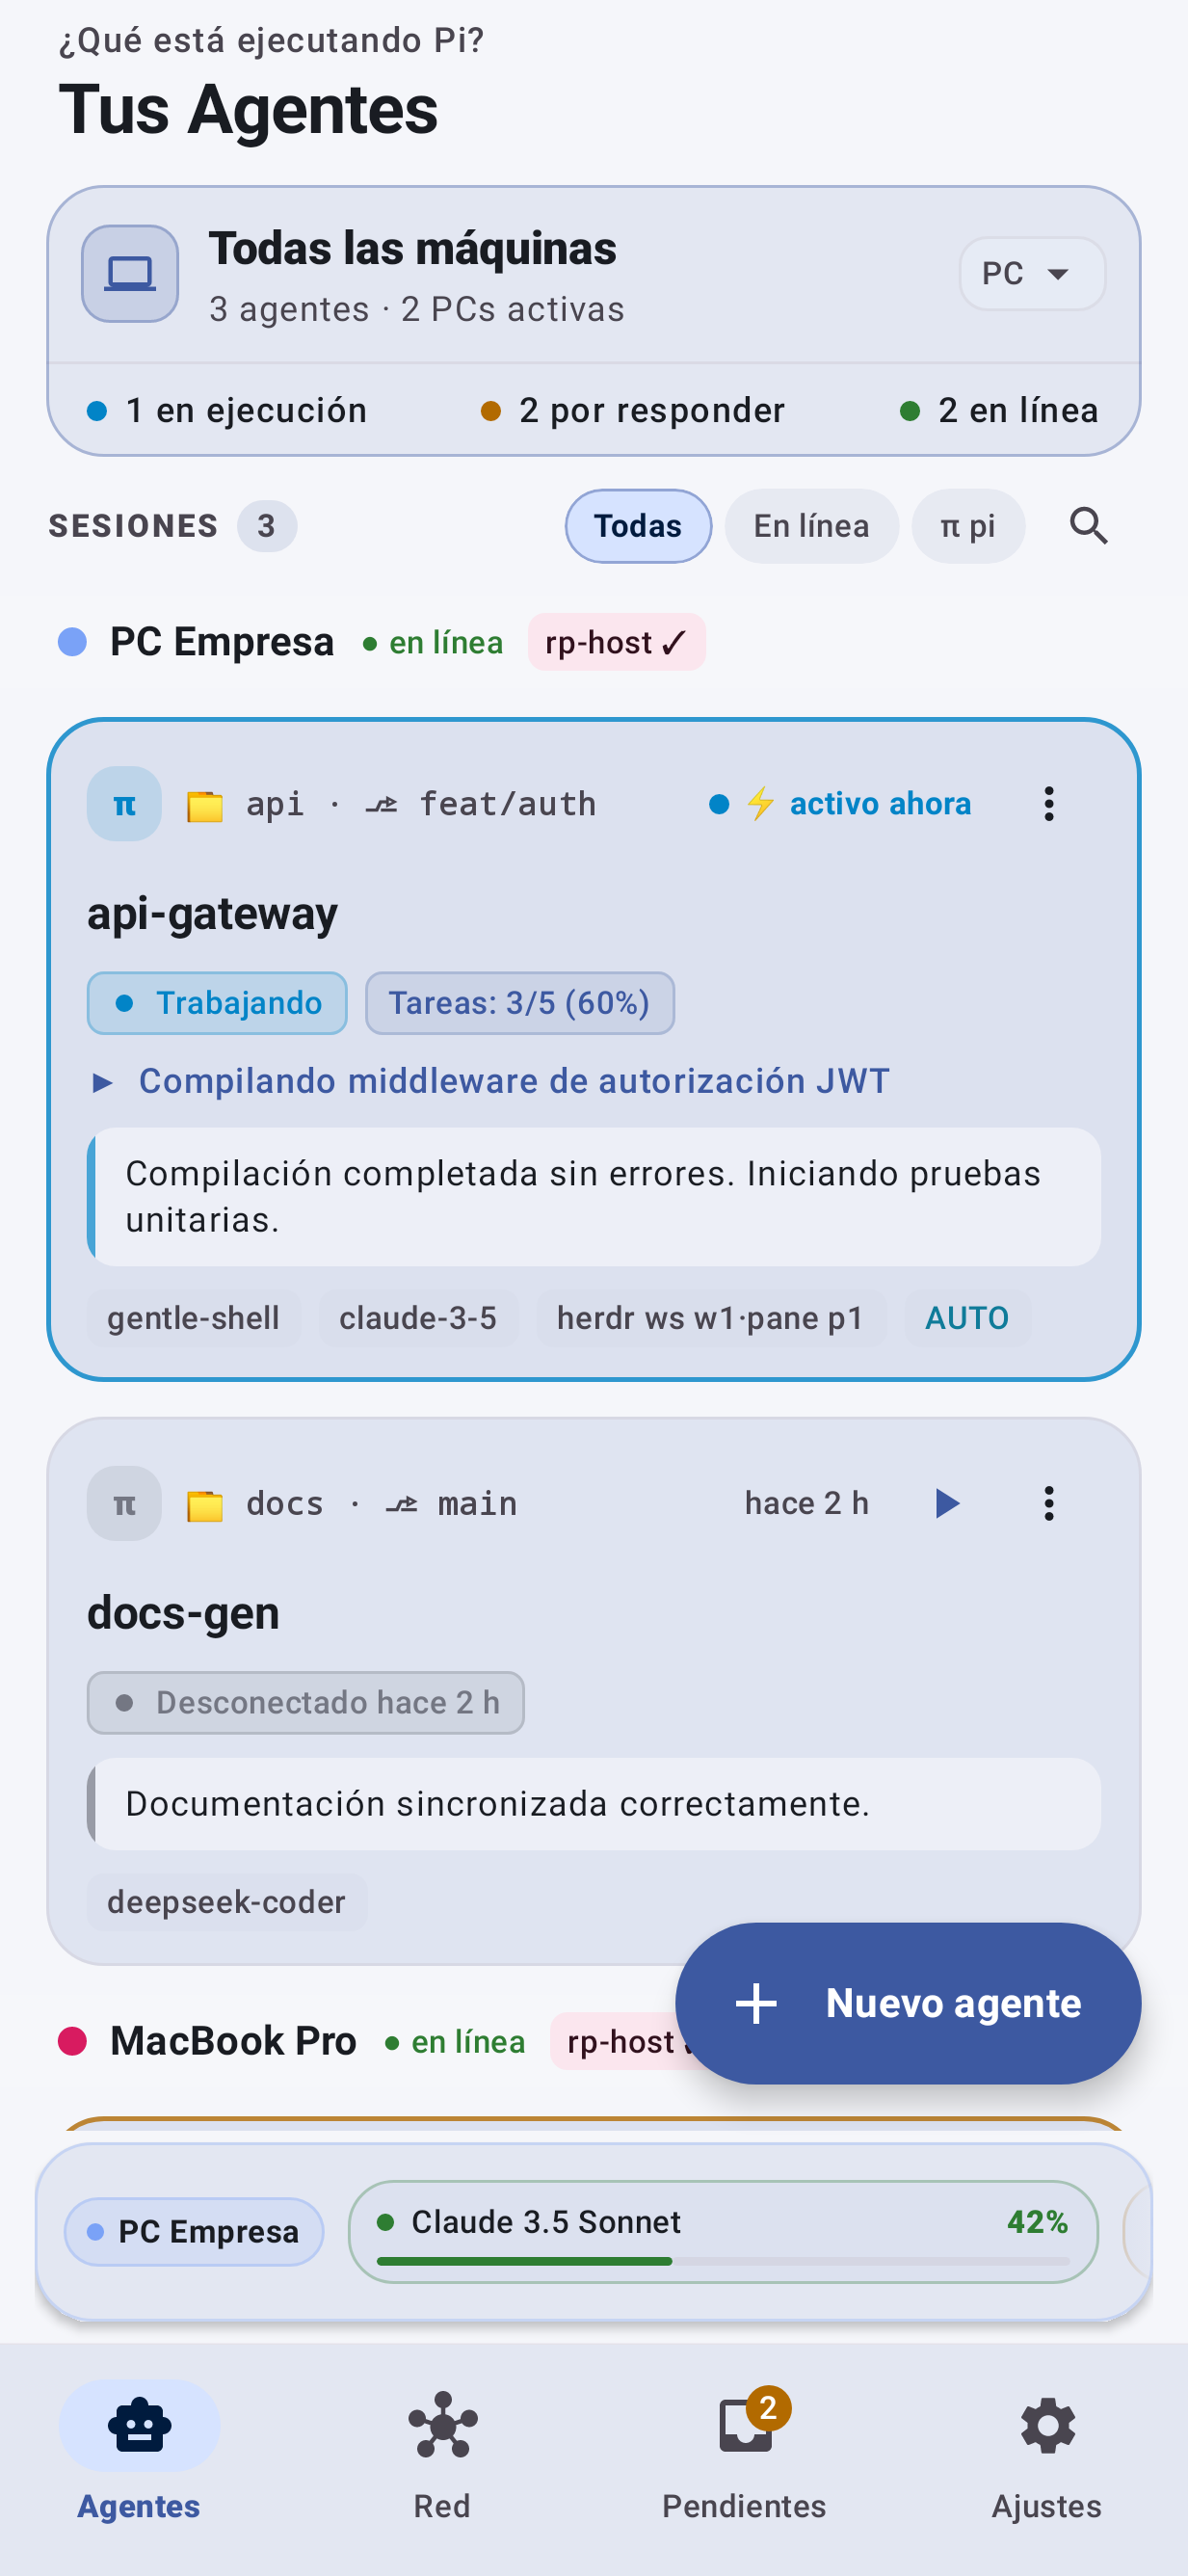 ¿Qué está ejecutando Pi?
Tus Agentes
Todas las máquinas
3 agentes · 2 PCs activas
PC
1 en ejecución
2 por responder
2 en línea
SESIONES 3
Todas
En línea
π pi
PC Empresa
en línea
rp-host ✓
π
api · feat/auth
⚡ activo ahora
api-gateway
Trabajando
Tareas: 3/5 (60%)
► Compilando middleware de autorización JWT
Compilación completada sin errores. Iniciando pruebas
unitarias.
gentle-shell
claude-3-5
herdr ws w1·pane p1
AUTO
π
docs · main
hace 2 h
docs-gen
Desconectado hace 2 h
Documentación sincronizada correctamente.
deepseek-coder
Nuevo agente
MacBook Pro
en línea
rp-host
PC Empresa
Claude 3.5 Sonnet
42%
2
Agentes
Red
Pendientes
Ajustes